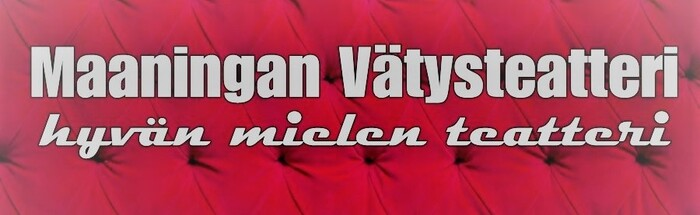 Maaningan Vätysteatteri
hyvän mielen teatteri